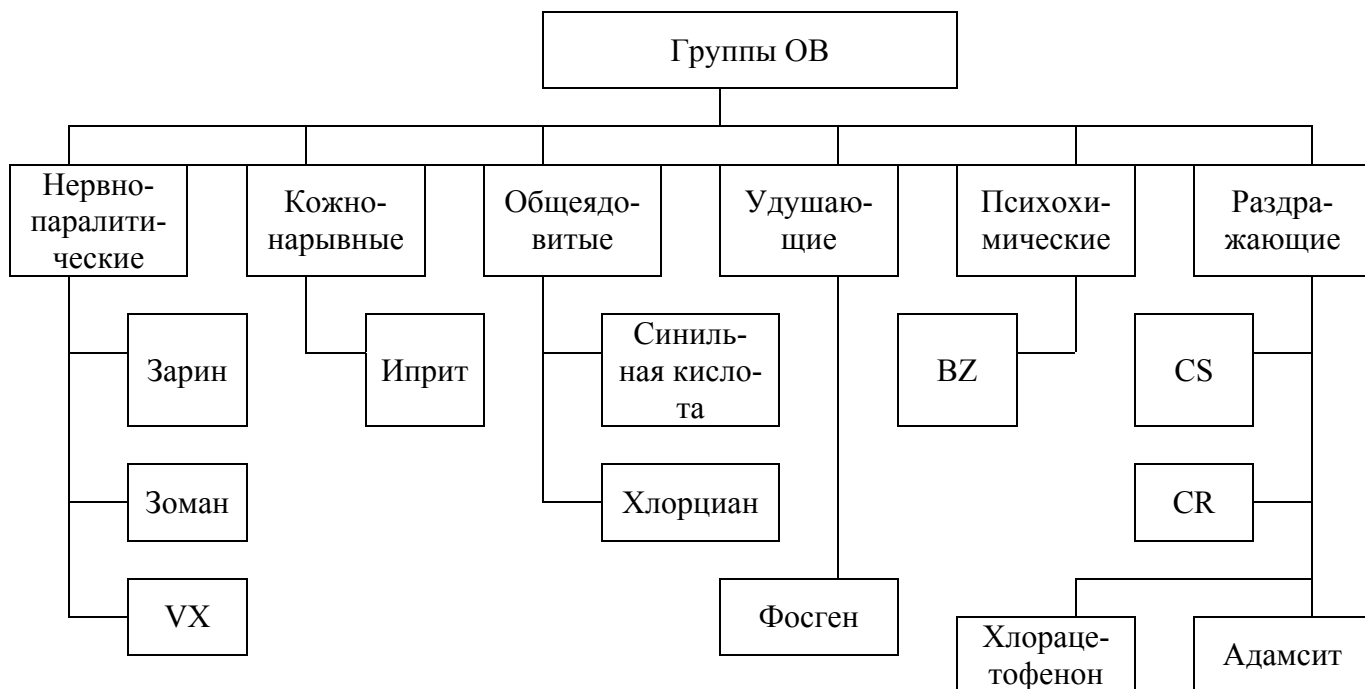 Группы ОВ
Нервно-
паралити-
ческие
Кожно-
нарывные
Общеядо-
витые
Удушаю-
щие
Психохи-
мические
Раздра-
жающие
Зарин
Иприт
Синиль-
ная кисло-
та
BZ
CS
Зоман
Хлорциан
CR
VX
Фосген
Хлораце-
тофенон
Адамсит